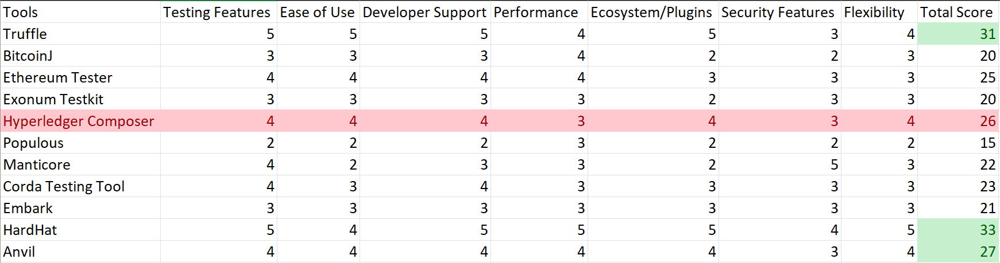 Tools Testing Features Ease of Use Developer Support Performance Ecosystem/Plugins Security Features Flexibility Total Score
Truffle 5 5 5 4 5 3 4 31
BitcoinJ 3 3 3 4 2 2 3 20
Ethereum Tester 4 4 4 4 3 3 3 25
Exonum Testkit 3 3 3 3 2 3 3 20
Hyperledger Composer 4 4 4 3 4 3 4 26
Populous 2 2 2 3 2 2 2 15
Manticore 4 2 3 3 2 5 3 22
Corda Testing Tool 4 3 4 3 3 3 3 23
Embark 3 3 3 3 3 3 3 21
HardHat 5 4 5 5 5 4 5 33
Anvil 4 4 4 4 4 3 4 27